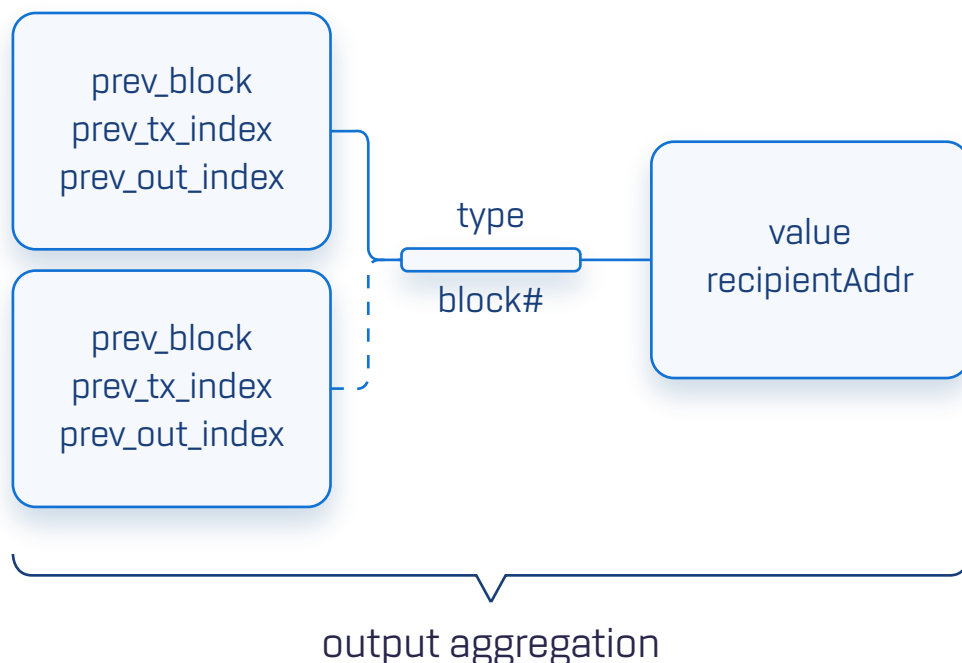 prev_block
prev_tx_index
prev_out_index
prev_block
prev_tx_index
prev_out_index
type
block#
value
recipientAddr
output aggregation